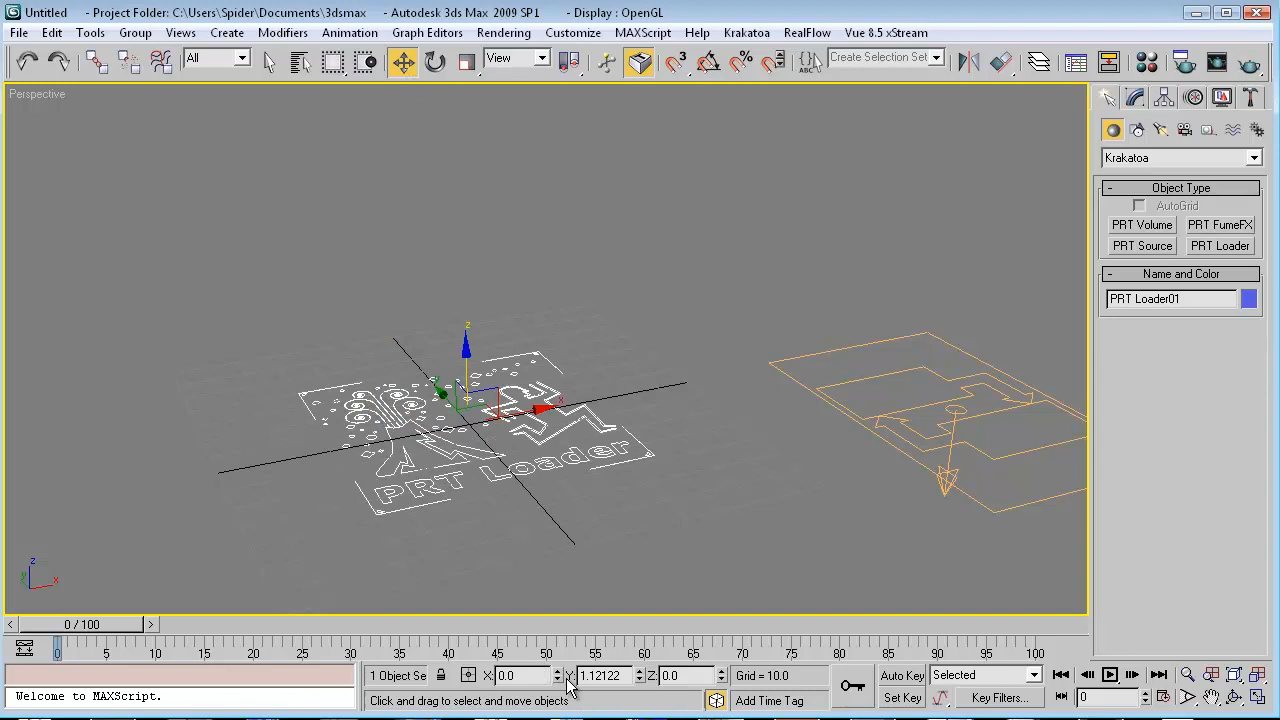 Untitled - Project Folder: C:\Users\Spider\Documents\3dsmax - Autodesk 3ds Max 2009 SP1 - Display : OpenGL
File Edit Tools Group Views Create Modifiers Animation Graph Editors Rendering Customize MAXScript Help Krakatoa RealFlow Vue 8.5 xStream
All View Create Selection Set
Perspective
Krakatoa
- Object Type
AutoGrid
PRT Volume PRT FumeFX
PRT Source PRT Loader
- Name and Color
PRT Loader01
z
x
PRT Loader
z
y
x
< 0 / 100 >
0 5 10 15 20 25 30 35 40 45 50 55 60 65 70 75 80 85 90 95 100
1 Object Se X: 0.0 1.12122 Z: 0.0 Grid = 10.0 Auto Key Selected
Welcome to MAXScript. Click and drag to select and move objects Add Time Tag Set Key Key Filters... 0